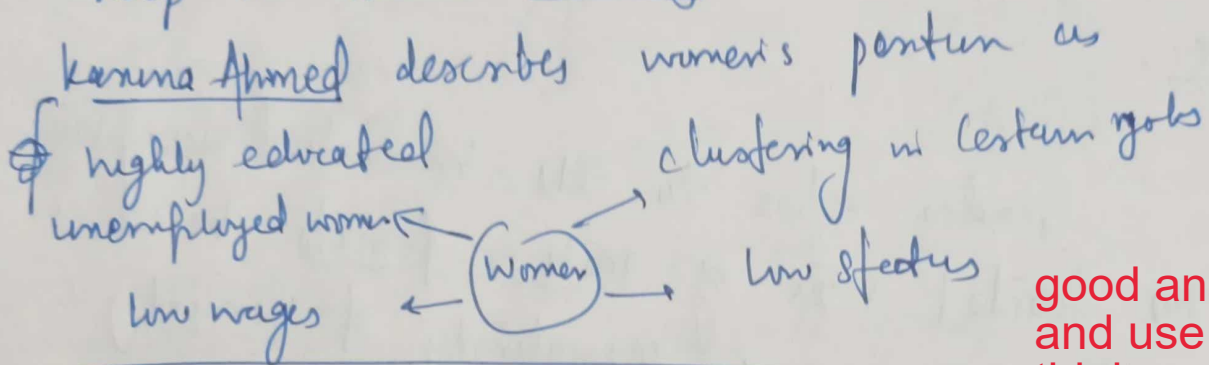 Karuna Ahmed describes women's position as
highly educated
unemployed women
clustering in certain jobs
Women
low wages
low status
good an
and use